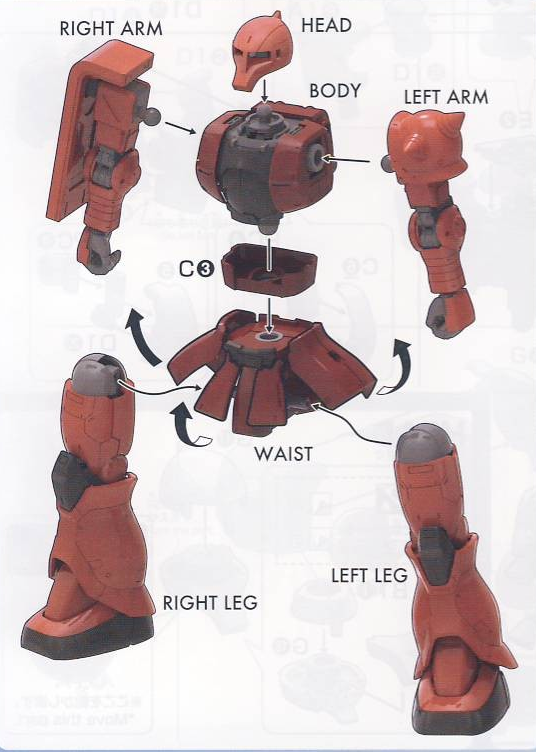 RIGHT ARM
HEAD
BODY
LEFT ARM
C❸
WAIST
LEFT LEG
RIGHT LEG
"Move this part.